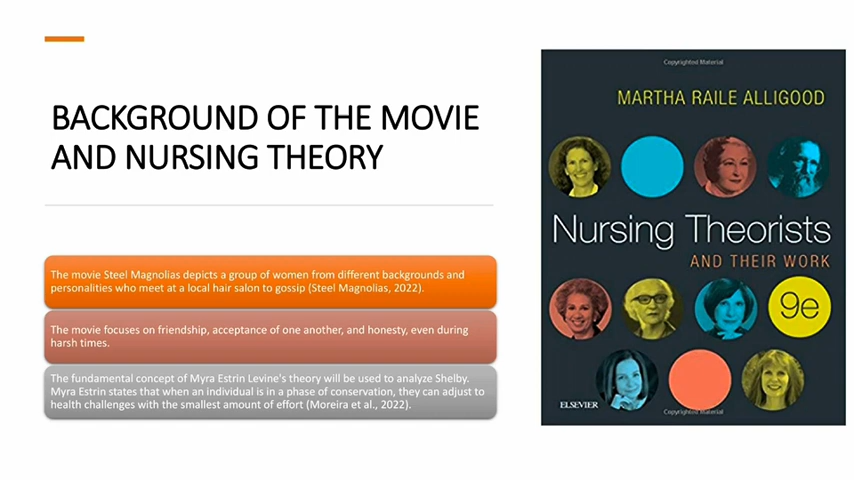 BACKGROUND OF THE MOVIE
AND NURSING THEORY
The movie Steel Magnolias depicts a group of women from different backgrounds and
personalities who meet at a local hair salon to gossip (Steel Magnolias, 2022).
The movie focuses on friendship, acceptance of one another, and honesty, even during
harsh times.
The fundamental concept of Myra Estrin Levine's theory will be used to analyze Shelby.
Myra Estrin states that when an individual is in a phase of conservation, they can adjust to
health challenges with the smallest amount of effort (Moreira et al., 2022).
Copyrighted Material
MARTHA RAILE ALLIGOOD
Nursing Theorists
AND THEIR WORK
9e
ELSEVIER
Copyrighted Material